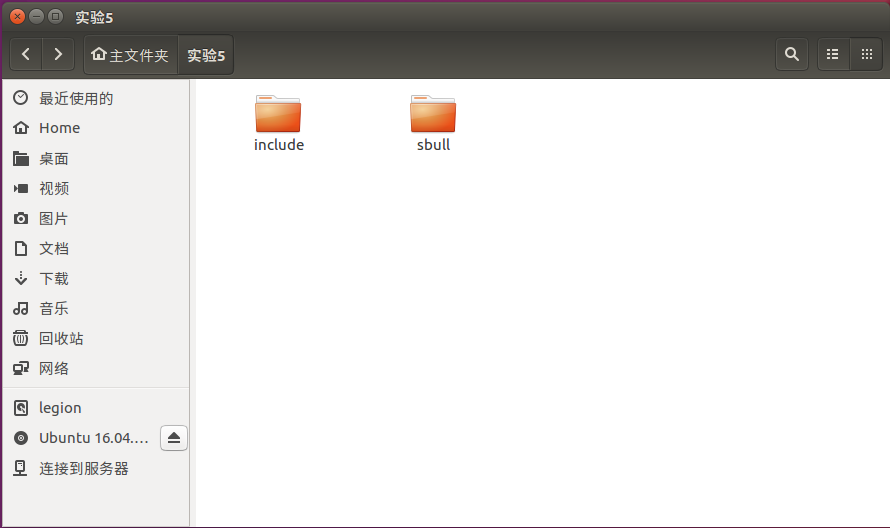 实验5
主文件夹 实验5
最近使用的
Home
桌面
视频
图片
文档
下载
音乐
回收站
网络
legion
Ubuntu 16.04....
连接到服务器
include
sbull